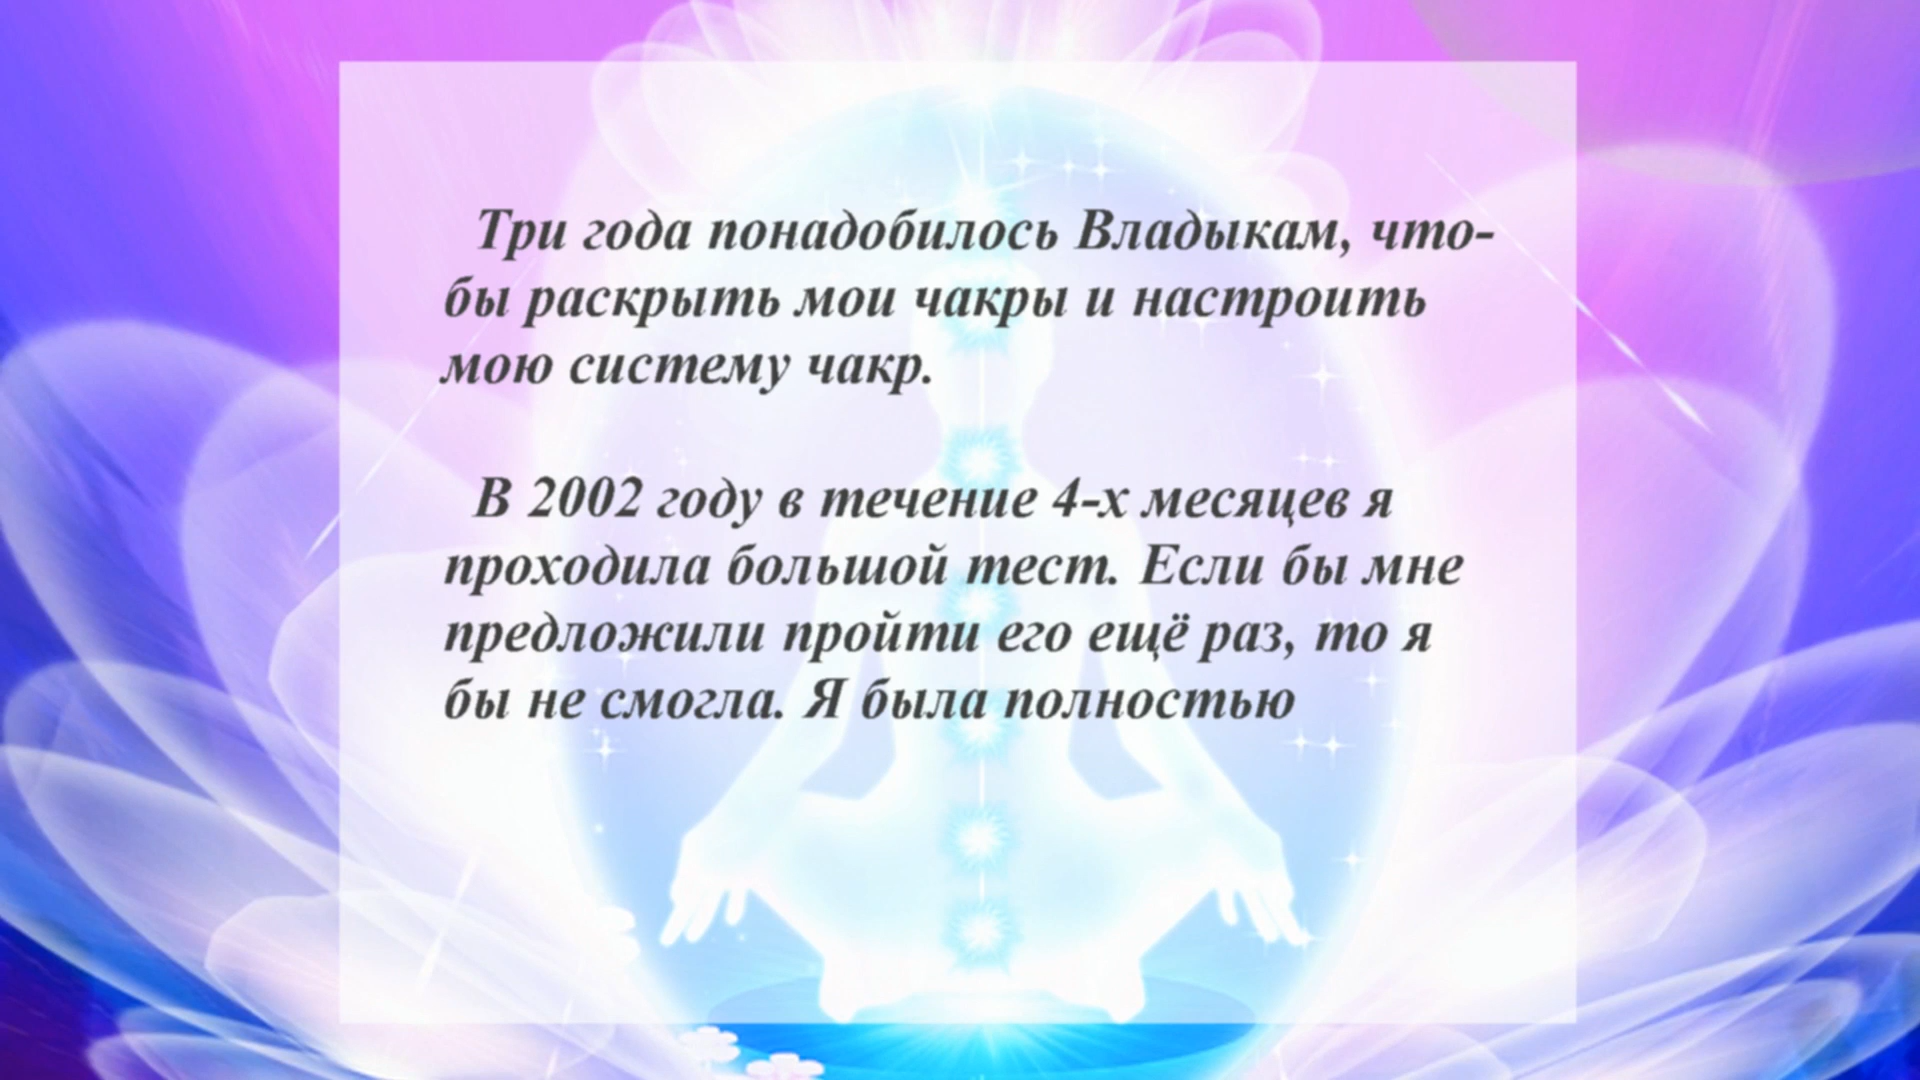 Три года понадобилось Владыкам, что-
бы раскрыть мои чакры и настроить
мою систему чакр.
В 2002 году в течение 4-х месяцев я
проходила большой тест. Если бы мне
предложили пройти его ещё раз, то я
бы не смогла. Я была полностью